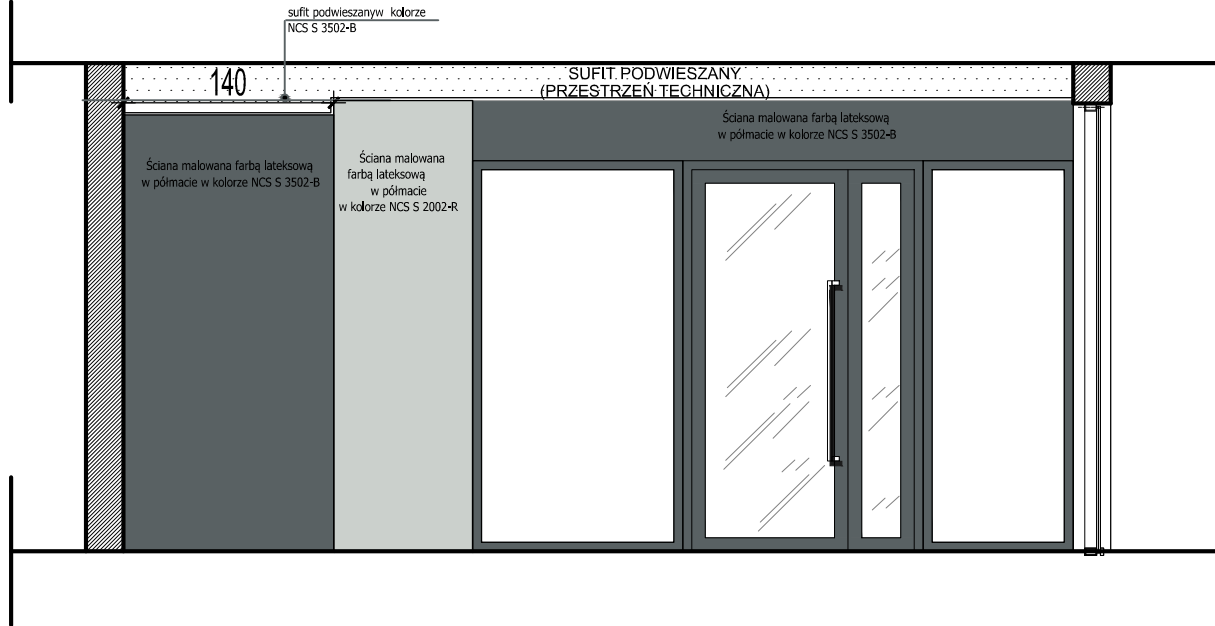 sufit podwieszanyw kolorze
NCS S 3502-B
140
SUFIT PODWIESZANY
(PRZESTRZEŃ TECHNICZNA)
Ściana malowana farbą lateksową
w półmacie w kolorze NCS S 3502-B
Ściana malowana
farbą lateksową
w półmacie
w kolorze NCS S 2002-R
Ściana malowana farbą lateksową
w półmacie w kolorze NCS S 3502-B